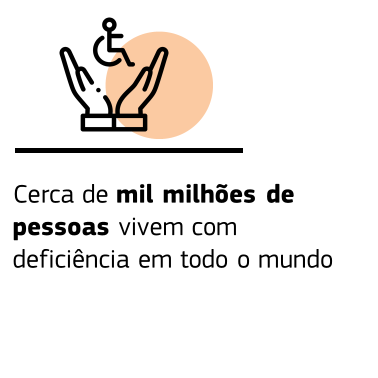 Cerca de mil milhões de
pessoas vivem com
deficiência em todo o mundo